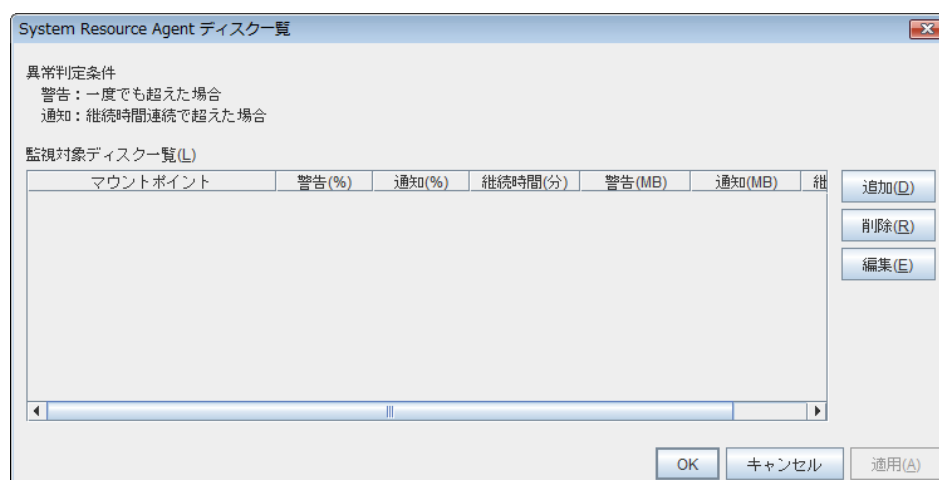 System Resource Agent ディスク一覧
異常判定条件
警告：一度でも超えた場合
通知：継続時間連続で超えた場合
監視対象ディスク一覧(L)
マウントポイント 警告(%) 通知(%) 継続時間(分) 警告(MB) 通知(MB) 継
追加(D)
削除(R)
編集(E)
OK キャンセル 適用(A)